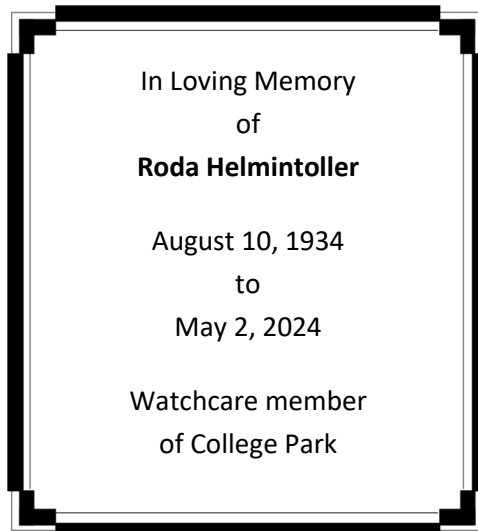 In Loving Memory
of
Roda Helmintoller
August 10, 1934
to
May 2, 2024
Watchcare member
of College Park